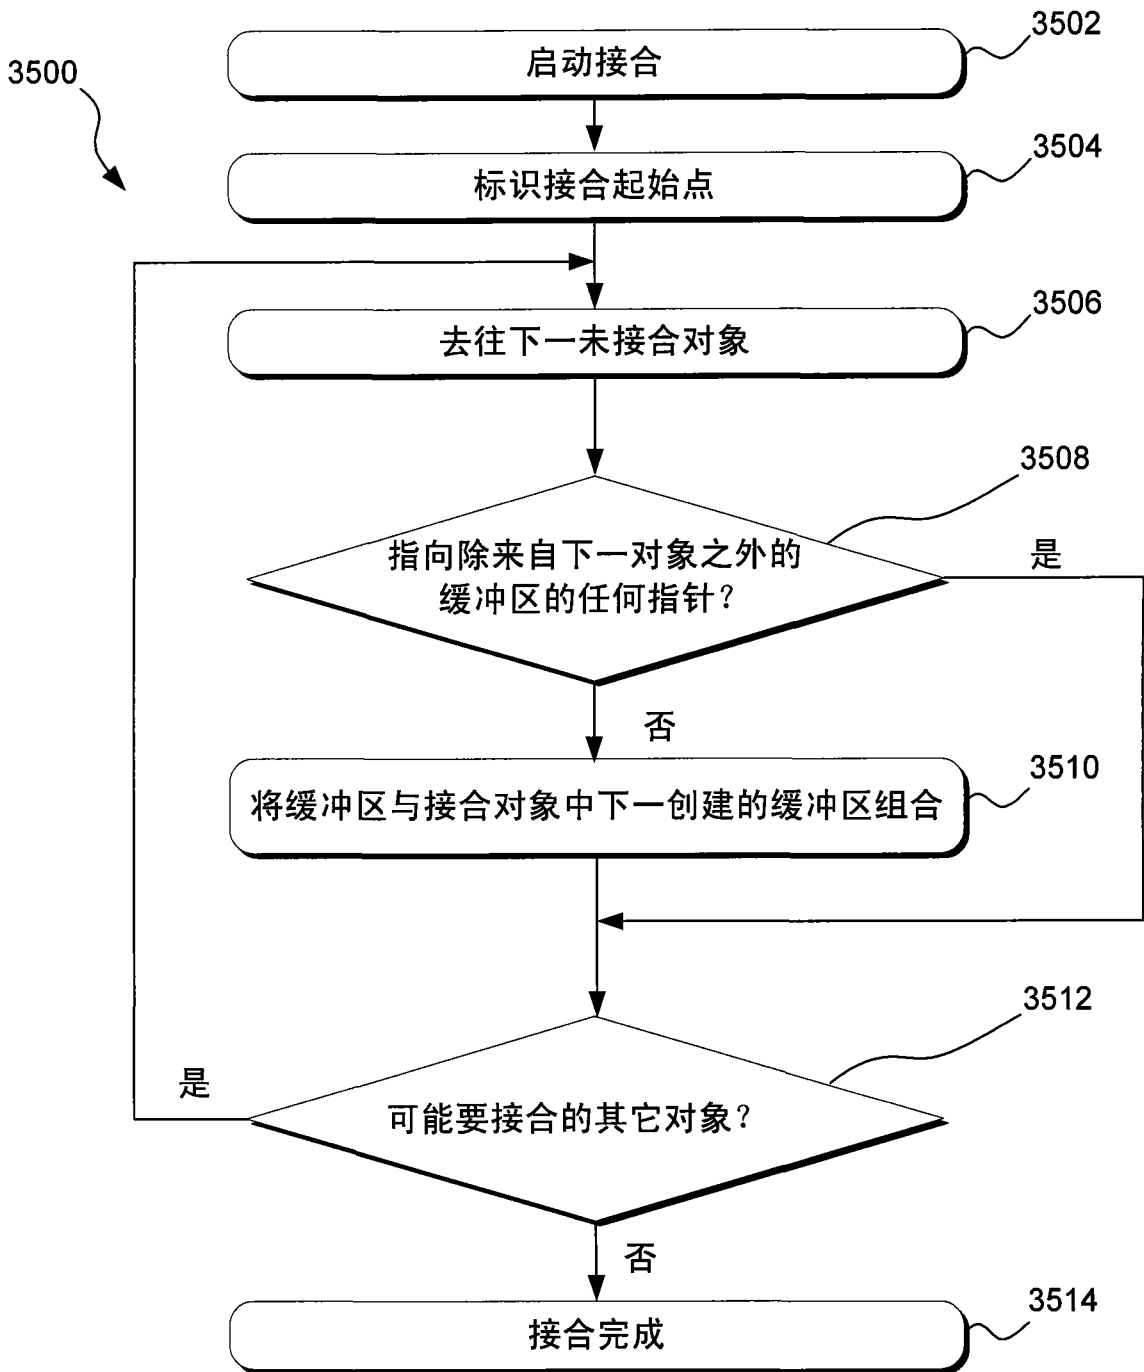 3500
启动接合
3502
标识接合起始点
3504
去往下一未接合对象
3506
指向除来自下一对象之外的
缓冲区的任何指针？
3508
是
否
将缓冲区与接合对象中下一创建的缓冲区组合
3510
可能要接合的其它对象？
3512
是
否
接合完成
3514